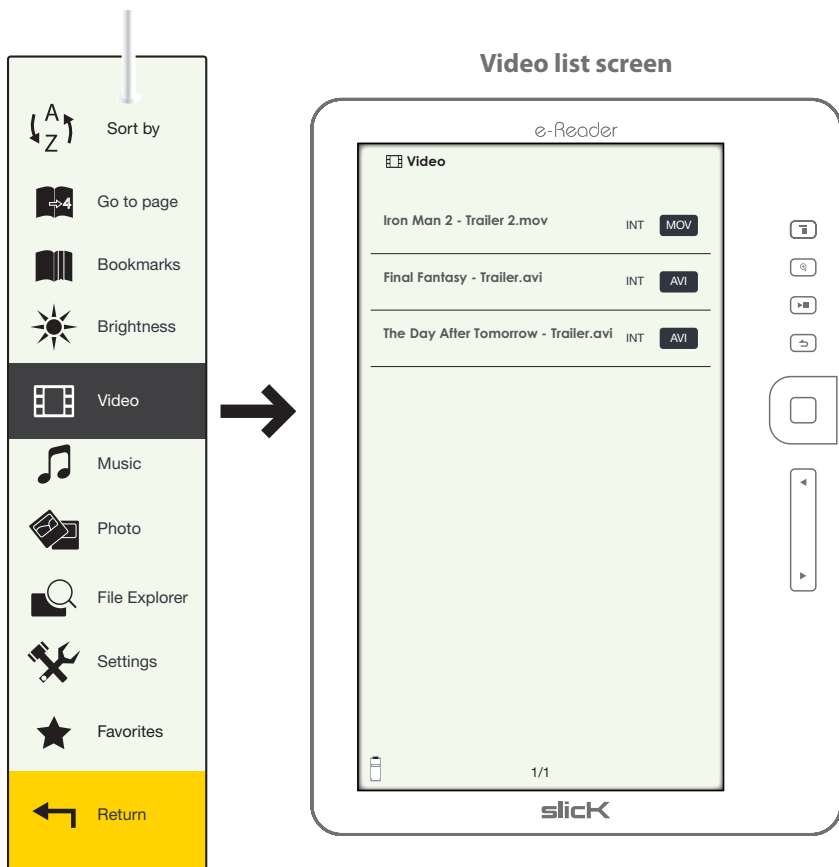 A
Z
Sort by
4
Go to page
Bookmarks
Brightness
Video
Music
Photo
File Explorer
Settings
Favorites
Return
Video list screen
e-Reader
Video
Iron Man 2 - Trailer 2.mov INT MOV
Final Fantasy - Trailer.avi INT AVI
The Day After Tomorrow - Trailer.avi INT AVI
1/1
slick